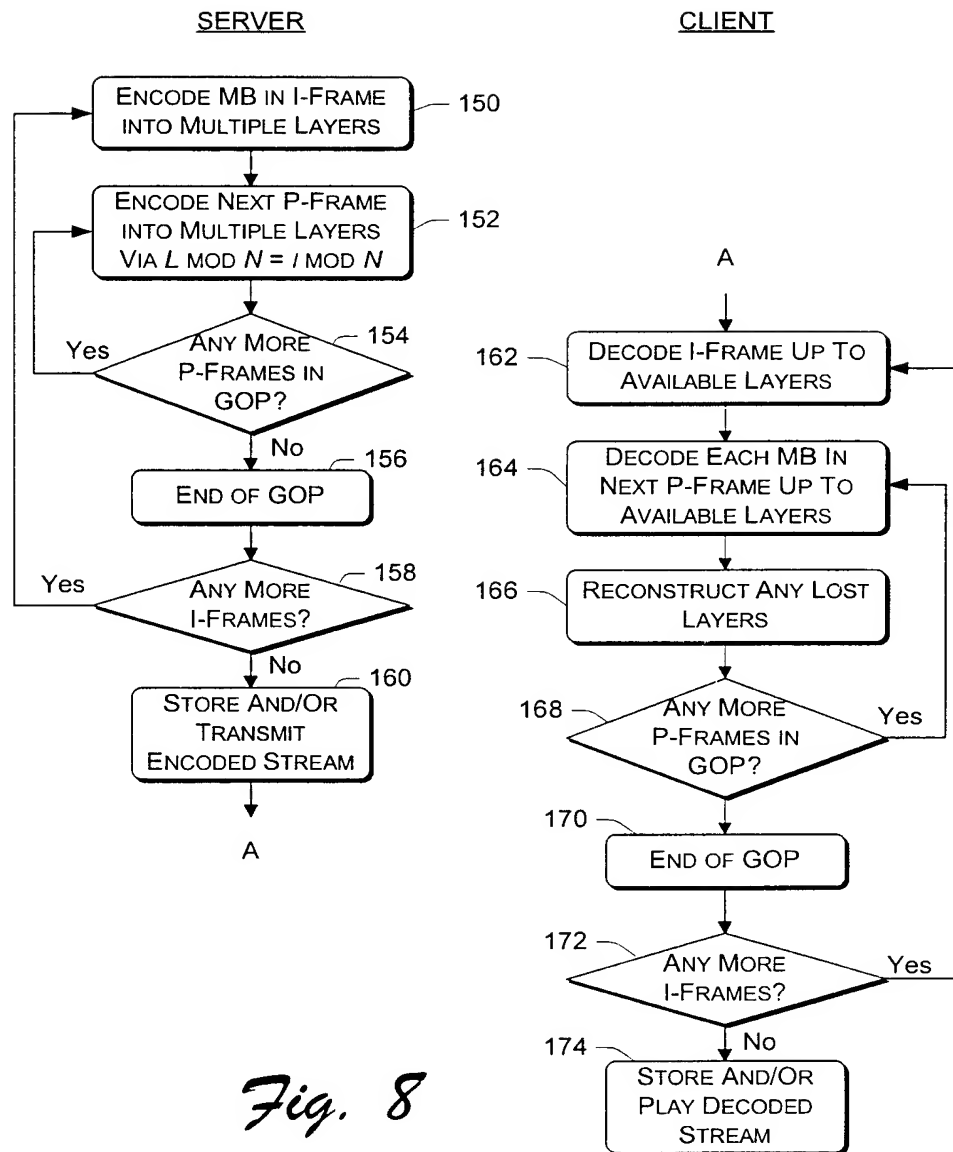 SERVER
ENCODE MB IN I-FRAME
INTO MULTIPLE LAYERS
150
ENCODE NEXT P-FRAME
INTO MULTIPLE LAYERS
VIA L MOD N = i MOD N
152
ANY MORE
P-FRAMES IN
GOP?
154
Yes
No
END OF GOP
156
ANY MORE
I-FRAMES?
158
Yes
No
STORE AND/OR
TRANSMIT
ENCODED STREAM
160
A
CLIENT
A
162
DECODE I-FRAME UP TO
AVAILABLE LAYERS
164
DECODE EACH MB IN
NEXT P-FRAME UP TO
AVAILABLE LAYERS
166
RECONSTRUCT ANY LOST
LAYERS
168
ANY MORE
P-FRAMES IN
GOP?
Yes
170
END OF GOP
172
ANY MORE
I-FRAMES?
Yes
No
174
STORE AND/OR
PLAY DECODED
STREAM
Fig. 8